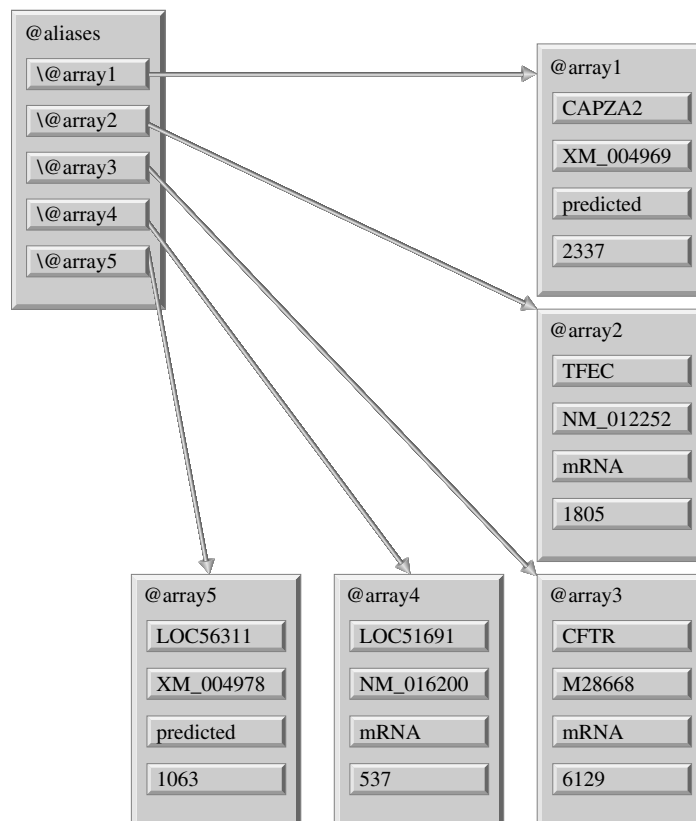 @aliases
\@array1
\@array2
\@array3
\@array4
\@array5
@array1
CAPZA2
XM_004969
predicted
2337
@array2
TFEC
NM_012252
mRNA
1805
@array5
LOC56311
XM_004978
predicted
1063
@array4
LOC51691
NM_016200
mRNA
537
@array3
CFTR
M28668
mRNA
6129